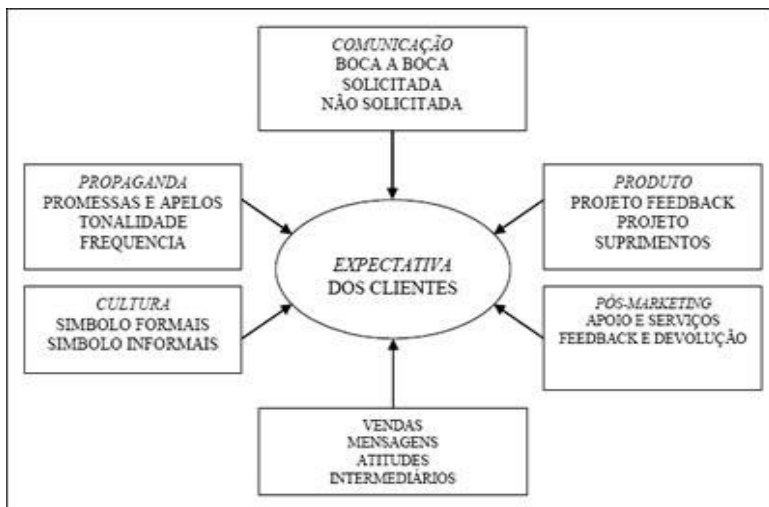 COMUNICAÇÃO
BOCA A BOCA
SOLICITADA
NÃO SOLICITADA
PROPAGANDA
PROMESSAS E APELOS
TONALIDADE
FREQUENCIA
PRODUTO
PROJETO FEEDBACK
PROJETO
SUPRIMENTOS
EXPECTATIVA
DOS CLIENTES
CULTURA
SIMBOLO FORMAIS
SIMBOLO INFORMAIS
PÓS-MARKETING
APOIO E SERVIÇOS
FEEDBACK E DEVOLUÇÃO
VENDAS
MENSAGENS
ATITUDES
INTERMEDIÁRIOS